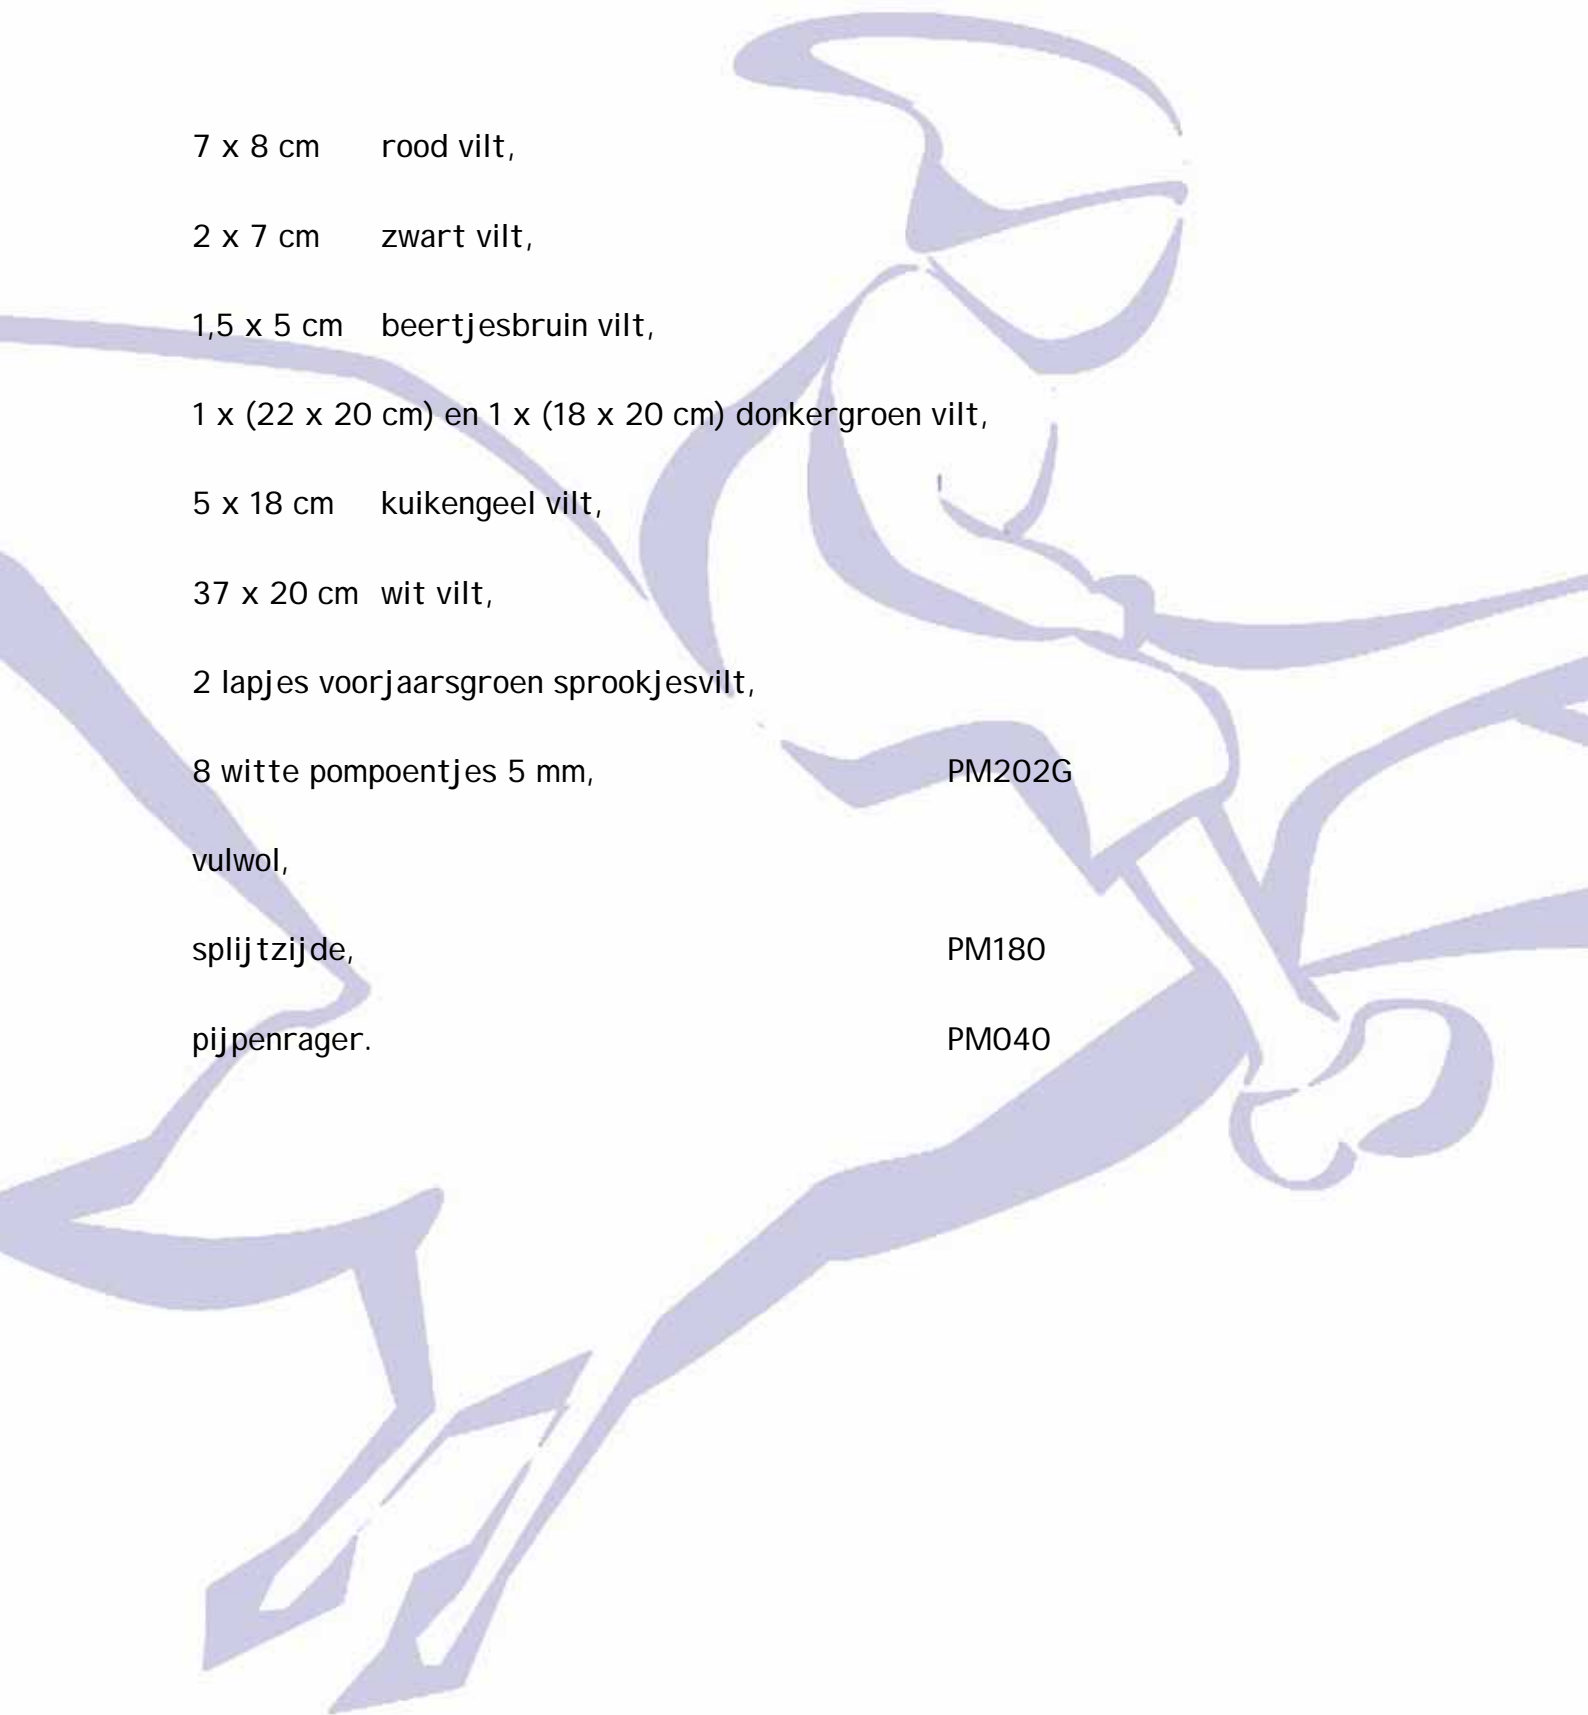 7 x 8 cm rood vilt,
2 x 7 cm zwart vilt,
1,5 x 5 cm beertjesbruin vilt,
1 x (22 x 20 cm) en 1 x (18 x 20 cm) donkergroen vilt,
5 x 18 cm kuikengeel vilt,
37 x 20 cm wit vilt,
2 lapjes voorjaarsgroen sprookjesvilt,
8 witte pompoentjes 5 mm, PM202G
vulwol,
splijtzijde, PM180
pijpenrager. PM040